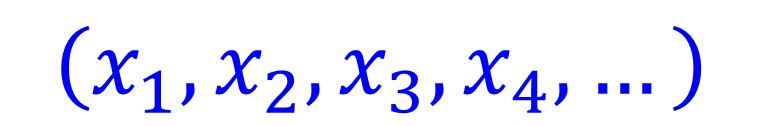 (x₁, x₂, x₃, x₄, …)